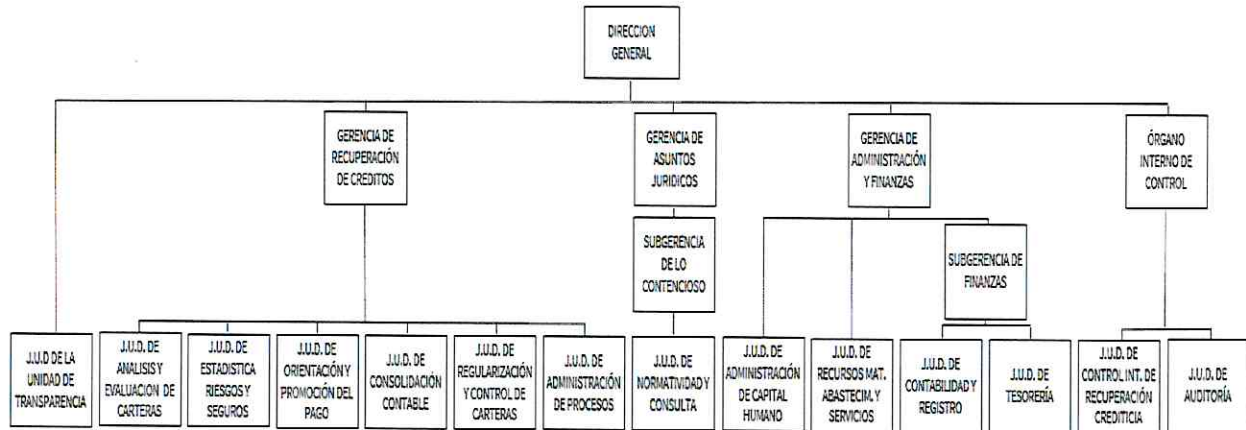 DIRECCION
GENERAL
GERENCIA DE
RECUPERACIÓN
DE CREDITOS
GERENCIA DE
ASUNTOS
JURIDICOS
GERENCIA DE
ADMINISTRACIÓN
Y FINANZAS
ÓRGANO
INTERNO DE
CONTROL
SUBGERENCIA
DE LO
CONTENCIOSO
SUBGERENCIA DE
FINANZAS
J.U.D DE LA
UNIDAD DE
TRANSPARENCIA
J.U.D. DE
ANALISIS Y
EVALUACION DE
CARTERAS
J.U.D. DE
ESTADISTICA
RIESGOS Y
SEGUROS
J.U.D. DE
ORIENTACIÓN Y
PROMOCIÓN DEL
PAGO
J.U.D. DE
CONSOLIDACIÓN
CONTABLE
J.U.D. DE
REGULARIZACIÓN
Y CONTROL DE
CARTERAS
J.U.D. DE
ADMINISTRACIÓN
DE PROCESOS
J.U.D. DE
NORMATIVIDAD Y
CONSULTA
J.U.D. DE
ADMINISTRACIÓN
DE CAPITAL
HUMANO
J.U.D. DE
RECURSOS MAT.
ABASTECIM. Y
SERVICIOS
J.U.D. DE
CONTABILIDAD Y
REGISTRO
J.U.D. DE
TESORERÍA
J.U.D. DE
CONTROL INT. DE
RECUPERACIÓN
CREDITICIA
J.U.D. DE
AUDITORÍA